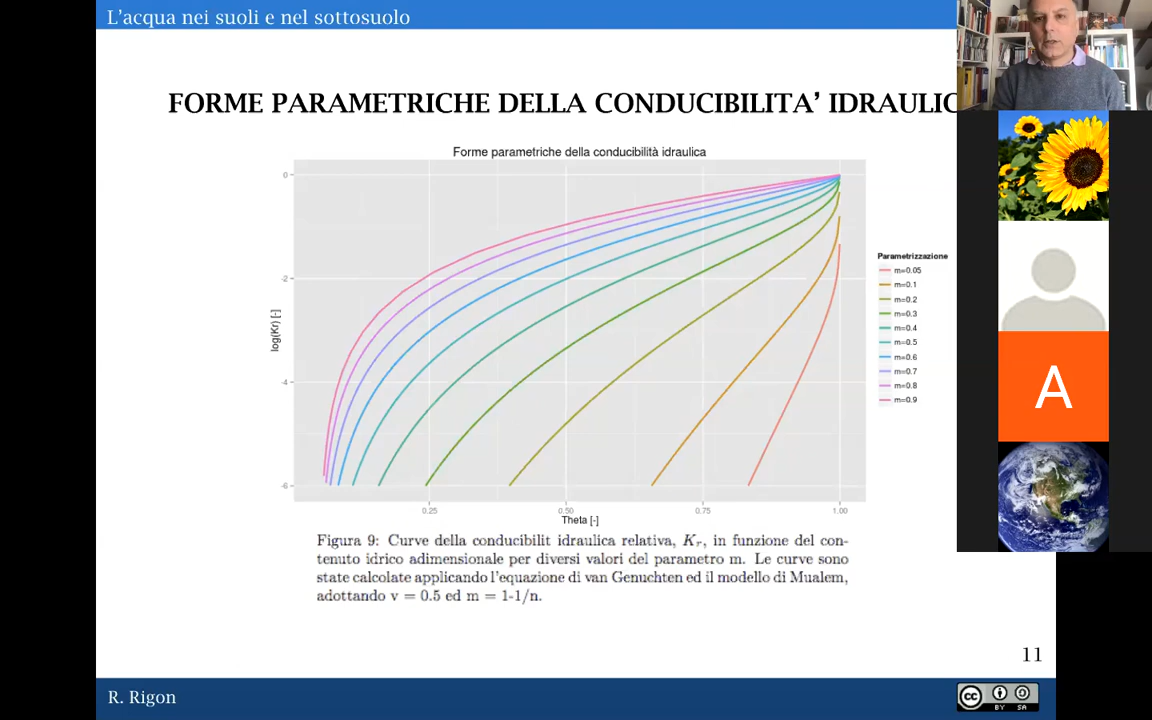 L'acqua nei suoli e nel sottosuolo
FORME PARAMETRICHE DELLA CONDUCIBILITA' IDRAULIC
Forme parametriche della conducibilità idraulica
log(Kr) [-]
0
-2
-4
-6
0.25
0.50
0.75
1.00
Theta [-]
Parametrizzazione
m=0.05
m=0.1
m=0.2
m=0.3
m=0.4
m=0.5
m=0.6
m=0.7
m=0.8
m=0.9
Figura 9: Curve della conducibilit idraulica relativa, Kr, in funzione del con-
tenuto idrico adimensionale per diversi valori del parametro m. Le curve sono
state calcolate applicando l'equazione di van Genuchten ed il modello di Mualem,
adottando v = 0.5 ed m = 1-1/n.
11
R. Rigon
cc
BY SA
A